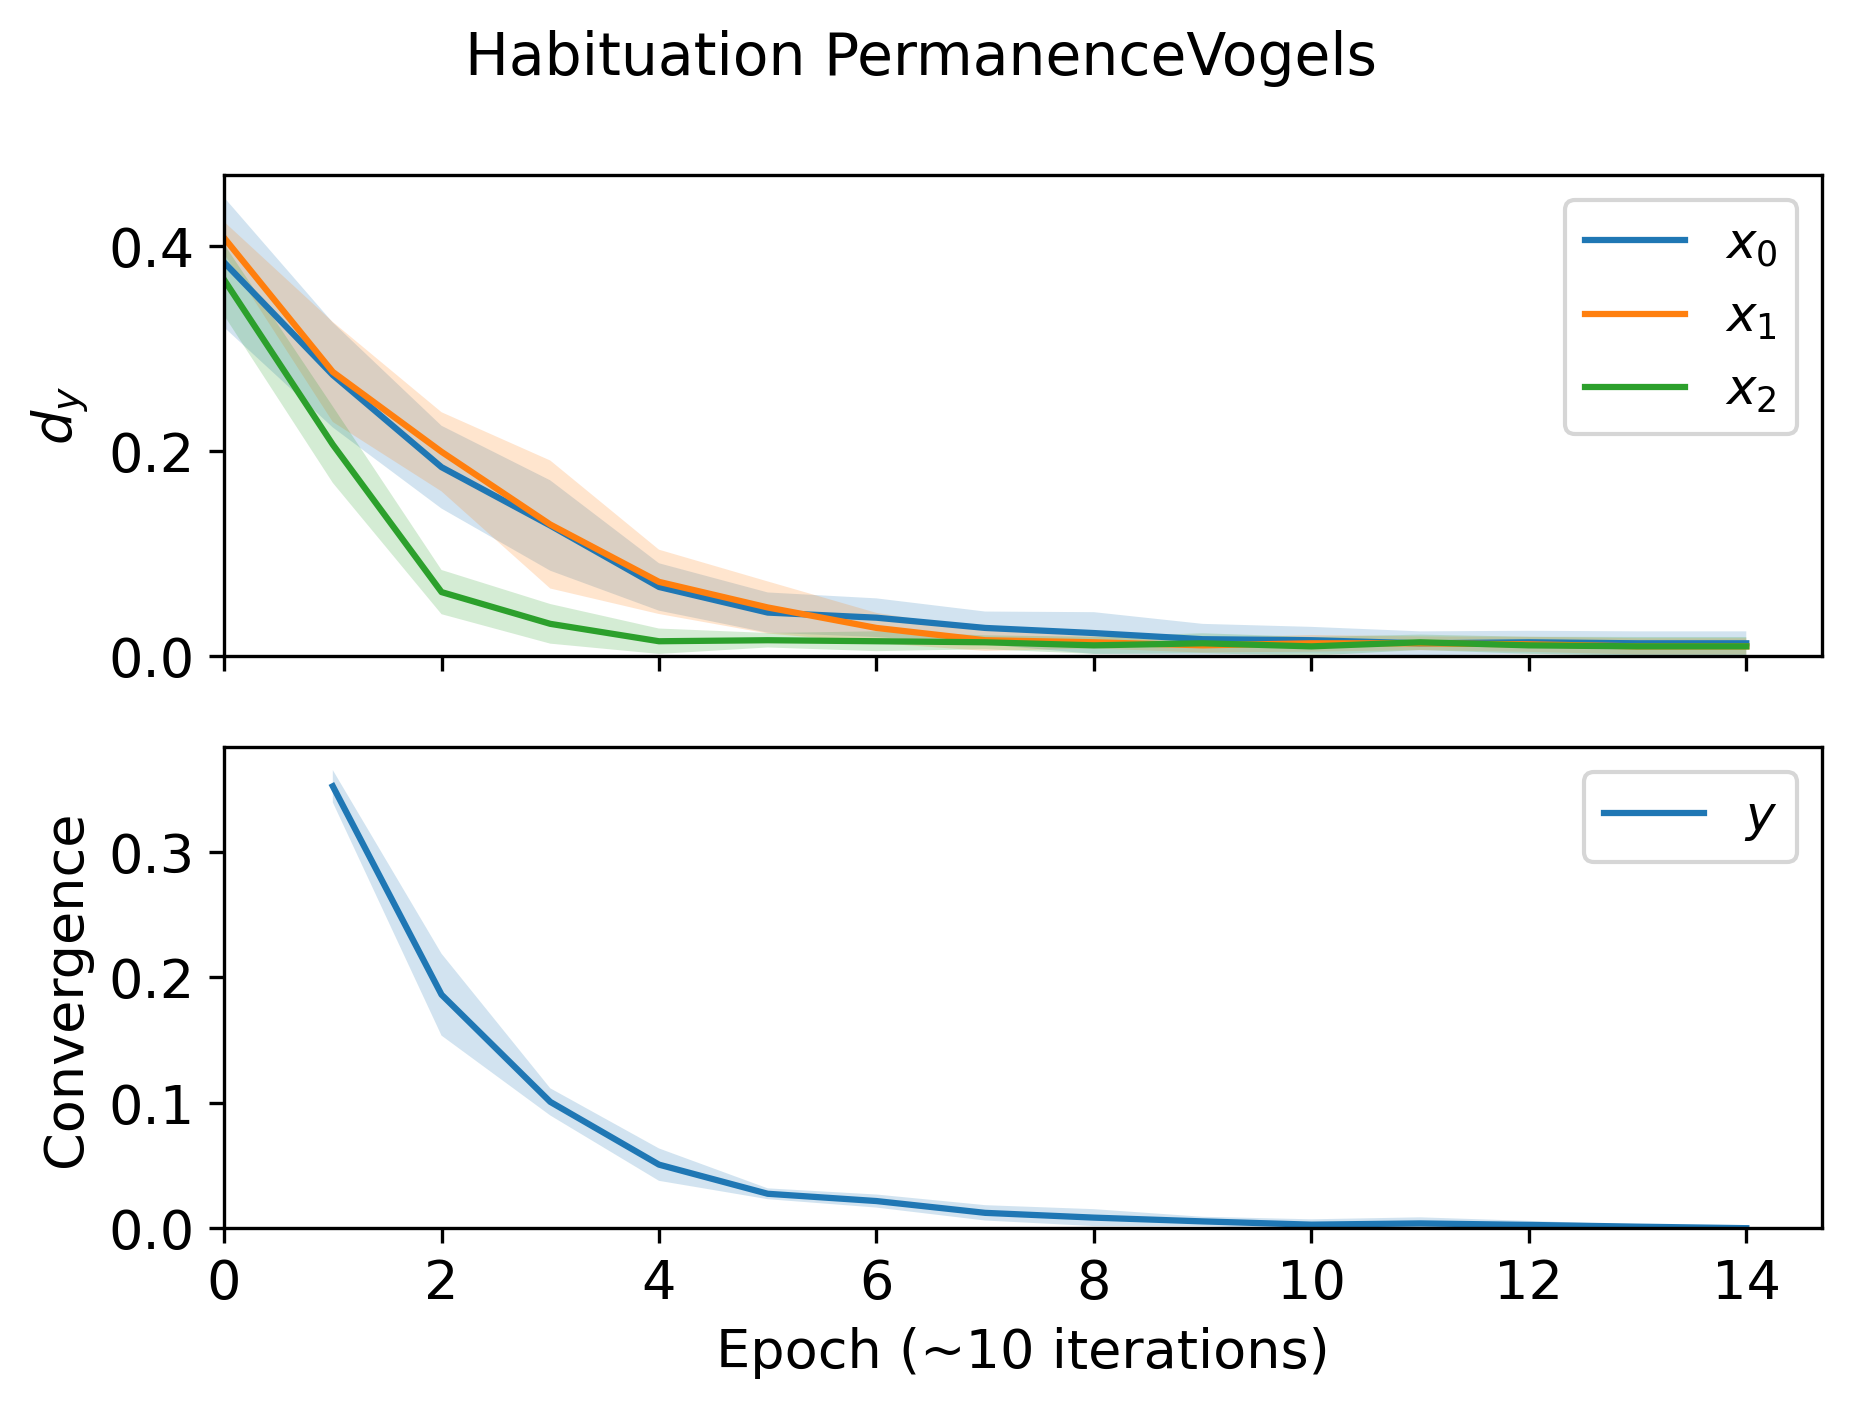 Habituation PermanenceVogels
0.4
0.2
0.0
d_y
x_0
x_1
x_2
0.3
0.2
0.1
0.0
Convergence
y
0 2 4 6 8 10 12 14
Epoch (~10 iterations)